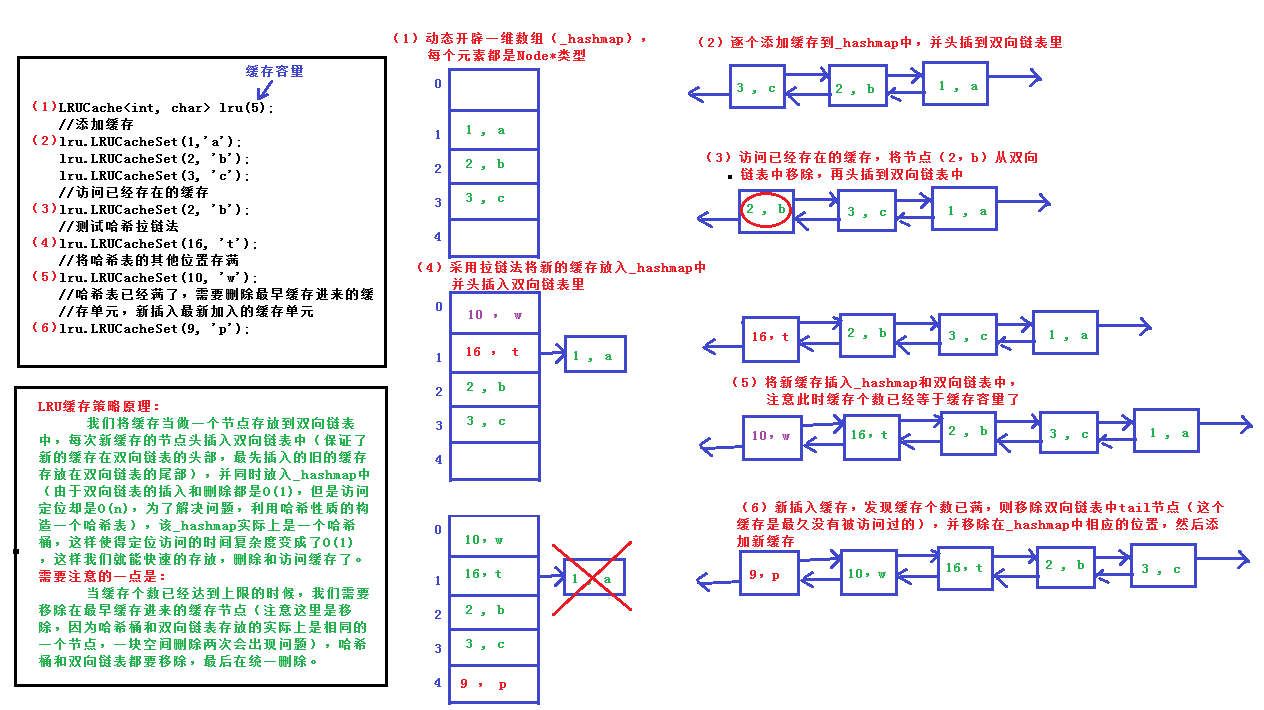 缓存容量
(1)LRUCache<int, char> lru(5);
//添加缓存
(2)lru.LRUCacheSet(1,'a');
lru.LRUCacheSet(2, 'b');
lru.LRUCacheSet(3, 'c');
//访问已经存在的缓存
(3)lru.LRUCacheSet(2, 'b');
//测试哈希拉链法
(4)lru.LRUCacheSet(16, 't');
//将哈希表的其他位置存满
(5)lru.LRUCacheSet(10, 'w');
//哈希表已经满了，需要删除最早缓存进来的缓
//存单元，新插入最新加入的缓存单元
(6)lru.LRUCacheSet(9, 'p');
LRU缓存策略原理：
我们将缓存当做一个节点存放到双向链表
中，每次新缓存的节点头插入双向链表中（保证了
新的缓存在双向链表的头部，最先插入的旧的缓存
存放在双向链表的尾部），并同时放入_hashmap中
（由于双向链表的插入和删除都是O(1)，但是访问
定位却是O(n)，为了解决问题，利用哈希性质的构
造一个哈希表），该_hashmap实际上是一个哈希
桶，这样使得定位访问的时间复杂度变成了O(1)
，这样我们就能快速的存放，删除和访问缓存了。
需要注意的一点是：
当缓存个数已经达到上限的时候，我们需要
移除在最早缓存进来的缓存节点（注意这里是移
除，因为哈希桶和双向链表存放的实际上是相同的
一个节点，一块空间删除两次会出现问题），哈希
桶和双向链表都要移除，最后在统一删除。
（1）动态开辟一维数组（_hashmap），
每个元素都是Node*类型
0
1 1 , a
2 2 , b
3 3 , c
4
（4）采用拉链法将新的缓存放入_hashmap中
并头插入双向链表里
0 10 , w
1 16 , t 1 , a
2 2 , b
3 3 , c
4
0 10，w
1 16，t 1 , a
2 2 , b
3 3 , c
4 9 , p
（2）逐个添加缓存到_hashmap中，并头插到双向链表里
3 , c 2 , b 1 , a
（3）访问已经存在的缓存，将节点（2，b）从双向
链表中移除，再头插到双向链表中
2 , b 3 , c 1 , a
16，t 2 , b 3 , c 1 , a
（5）将新缓存插入_hashmap和双向链表中，
注意此时缓存个数已经等于缓存容量了
10，w 16，t 2 , b 3 , c 1 , a
（6）新插入缓存，发现缓存个数已满，则移除双向链表中tail节点（这个
缓存是最久没有被访问过的），并移除在_hashmap中相应的位置，然后添
加新缓存
9，p 10，w 16，t 2 , b 3 , c